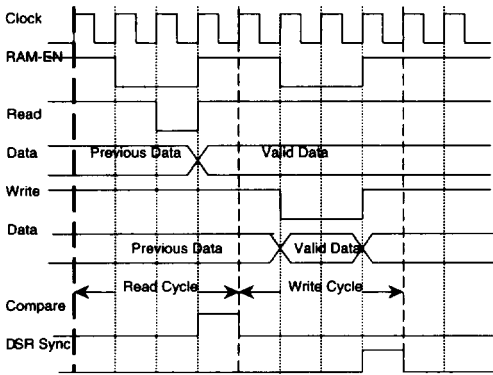 Clock
RAM-EN
Read
Data Previous Data Valid Data
Write
Data
Previous Data Valid Data
Read Cycle Write Cycle
Compare
DSR Sync